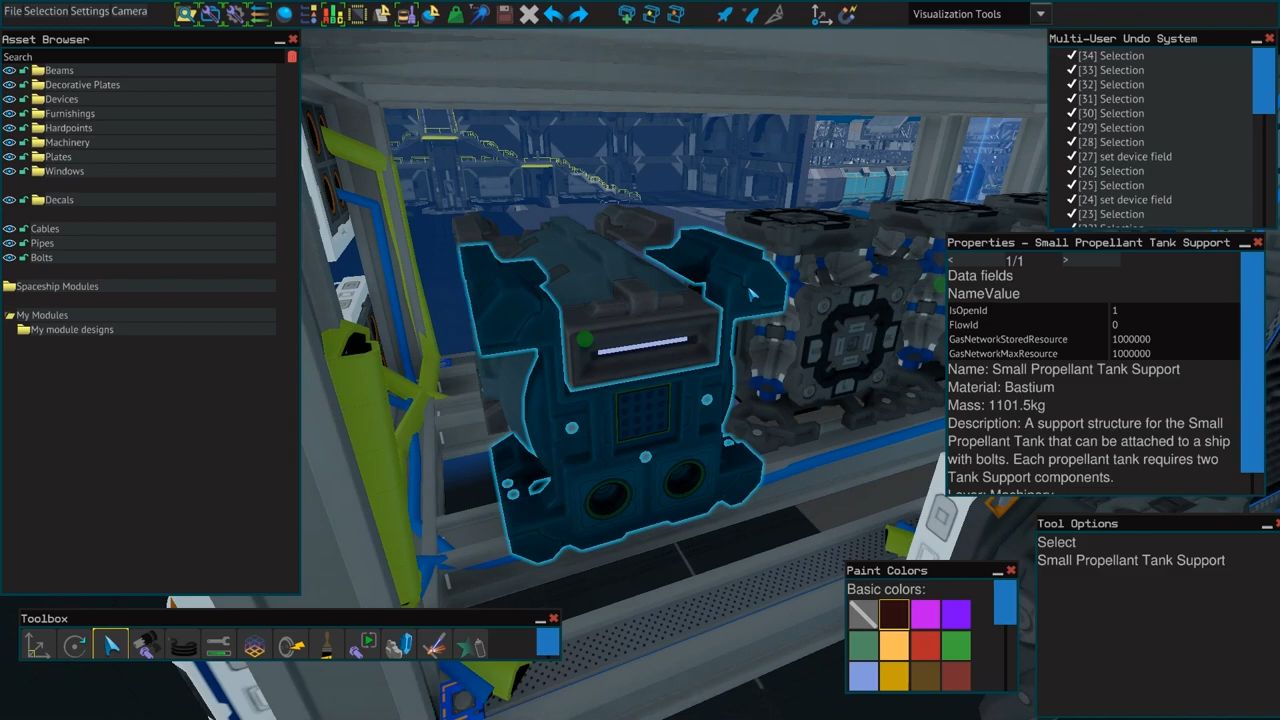 File Selection Settings Camera
Visualization Tools
Asset Browser
Search
Beams
Decorative Plates
Devices
Furnishings
Hardpoints
Machinery
Plates
Windows
Decals
Cables
Pipes
Bolts
Spaceship Modules
My Modules
My module designs
Multi-User Undo System
[34] Selection
[33] Selection
[32] Selection
[31] Selection
[30] Selection
[29] Selection
[28] Selection
[27] set device field
[26] Selection
[25] Selection
[24] set device field
[23] Selection
Properties - Small Propellant Tank Support
< 1/1 >
Data fields
NameValue
IsOpenId 1
FlowId 0
GasNetworkStoredResource 1000000
GasNetworkMaxResource 1000000
Name: Small Propellant Tank Support
Material: Bastium
Mass: 1101.5kg
Description: A support structure for the Small
Propellant Tank that can be attached to a ship
with bolts. Each propellant tank requires two
Tank Support components.
Layer: Machinery
Tool Options
Select
Small Propellant Tank Support
Paint Colors
Basic colors:
Toolbox